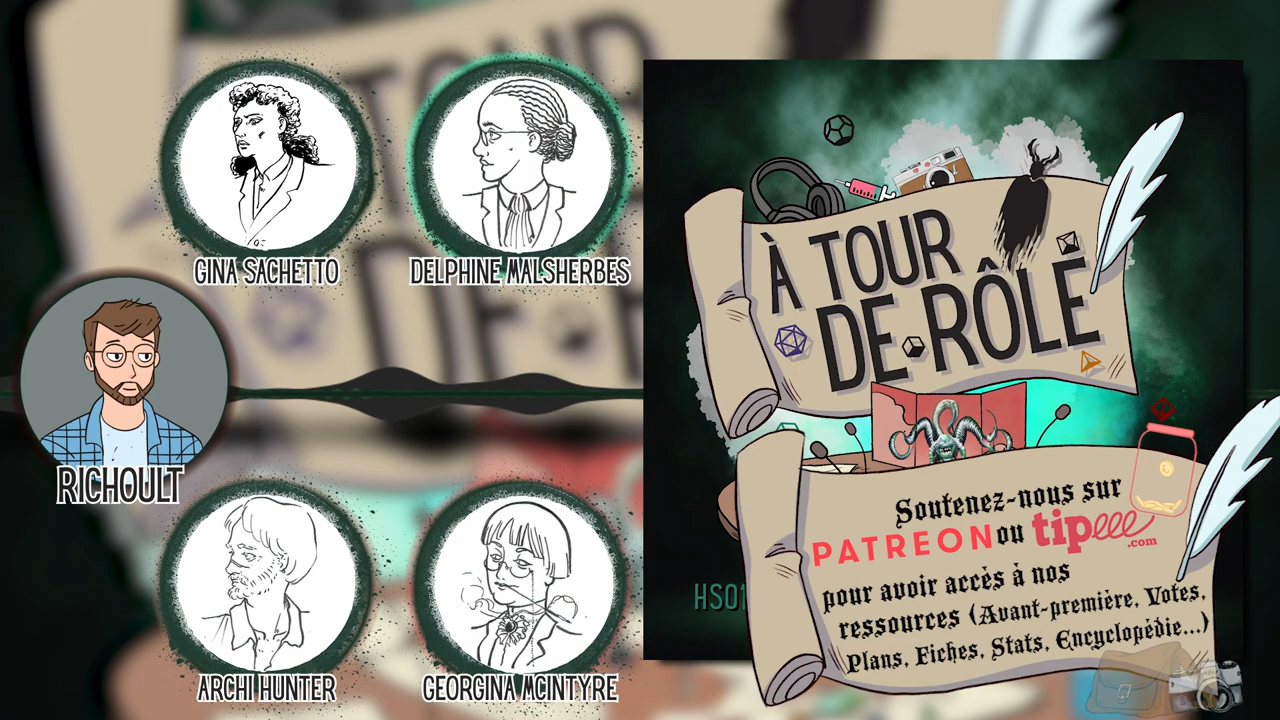 GINA SACHETTO
DELPHINE MALSHERBES
RICHOULT
ARCHI HUNTER
GEORGINA MCINTYRE
À TOUR
DE RÔLE
HS01
Soutenez-nous sur
PATREON ou tipeee
.com
pour avoir accès à nos
ressources (Avant-première, Votes,
Plans, Fiches, Stats, Encyclopédie...)